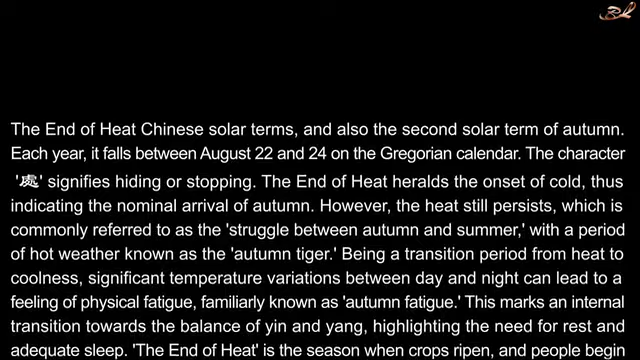 The End of Heat Chinese solar terms, and also the second solar term of autumn.
Each year, it falls between August 22 and 24 on the Gregorian calendar. The character
'處' signifies hiding or stopping. The End of Heat heralds the onset of cold, thus
indicating the nominal arrival of autumn. However, the heat still persists, which is
commonly referred to as the 'struggle between autumn and summer,' with a period
of hot weather known as the 'autumn tiger.' Being a transition period from heat to
coolness, significant temperature variations between day and night can lead to a
feeling of physical fatigue, familiarly known as 'autumn fatigue.' This marks an internal
transition towards the balance of yin and yang, highlighting the need for rest and
adequate sleep. 'The End of Heat' is the season when crops ripen, and people begin